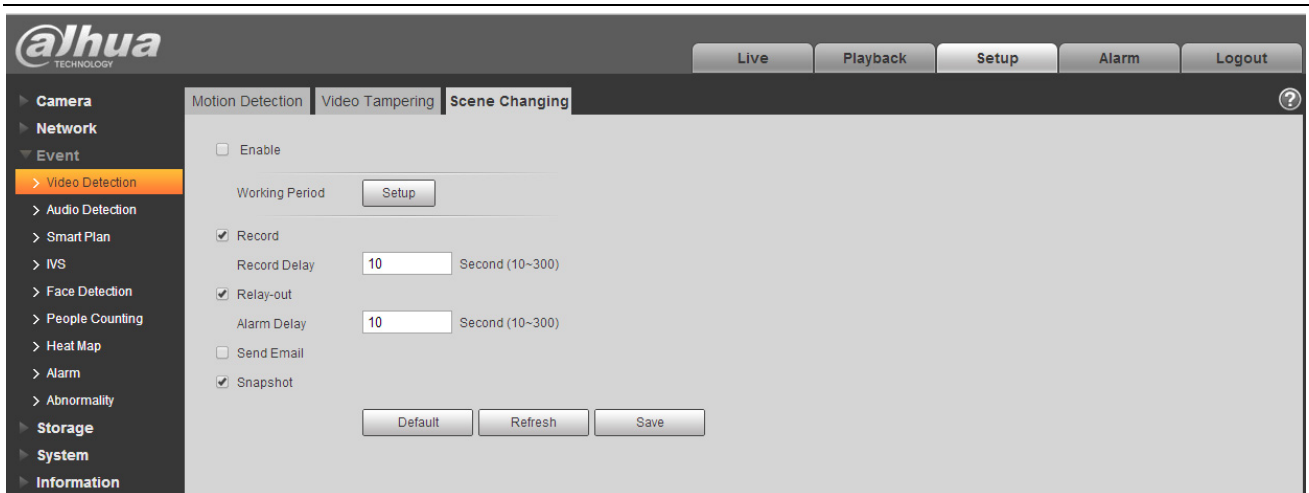 alhua
TECHNOLOGY
Live Playback Setup Alarm Logout
Camera
Network
Event
Video Detection
Audio Detection
Smart Plan
IVS
Face Detection
People Counting
Heat Map
Alarm
Abnormality
Storage
System
Information
Motion Detection Video Tampering Scene Changing ?
Enable
Working Period Setup
Record
Record Delay 10 Second (10~300)
Relay-out
Alarm Delay 10 Second (10~300)
Send Email
Snapshot
Default Refresh Save